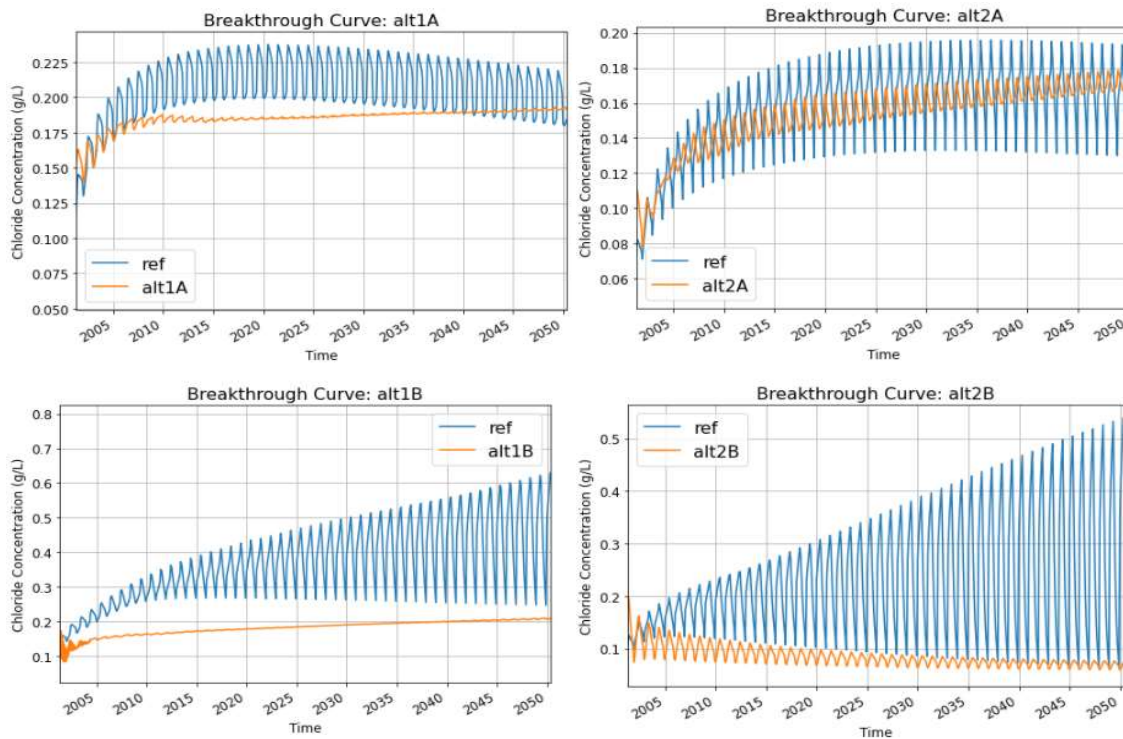 Breakthrough Curve: alt1A
Chloride Concentration (g/L)
0.225
0.200
0.175
0.150
0.125
0.100
0.075
0.050
ref
alt1A
2005 2010 2015 2020 2025 2030 2035 2040 2045 2050
Time
Breakthrough Curve: alt2A
Chloride Concentration (g/L)
0.20
0.18
0.16
0.14
0.12
0.10
0.08
0.06
ref
alt2A
2005 2010 2015 2020 2025 2030 2035 2040 2045 2050
Time
Breakthrough Curve: alt1B
Chloride Concentration (g/L)
0.8
0.7
0.6
0.5
0.4
0.3
0.2
0.1
ref
alt1B
2005 2010 2015 2020 2025 2030 2035 2040 2045 2050
Time
Breakthrough Curve: alt2B
Chloride Concentration (g/L)
0.5
0.4
0.3
0.2
0.1
ref
alt2B
2005 2010 2015 2020 2025 2030 2035 2040 2045 2050
Time